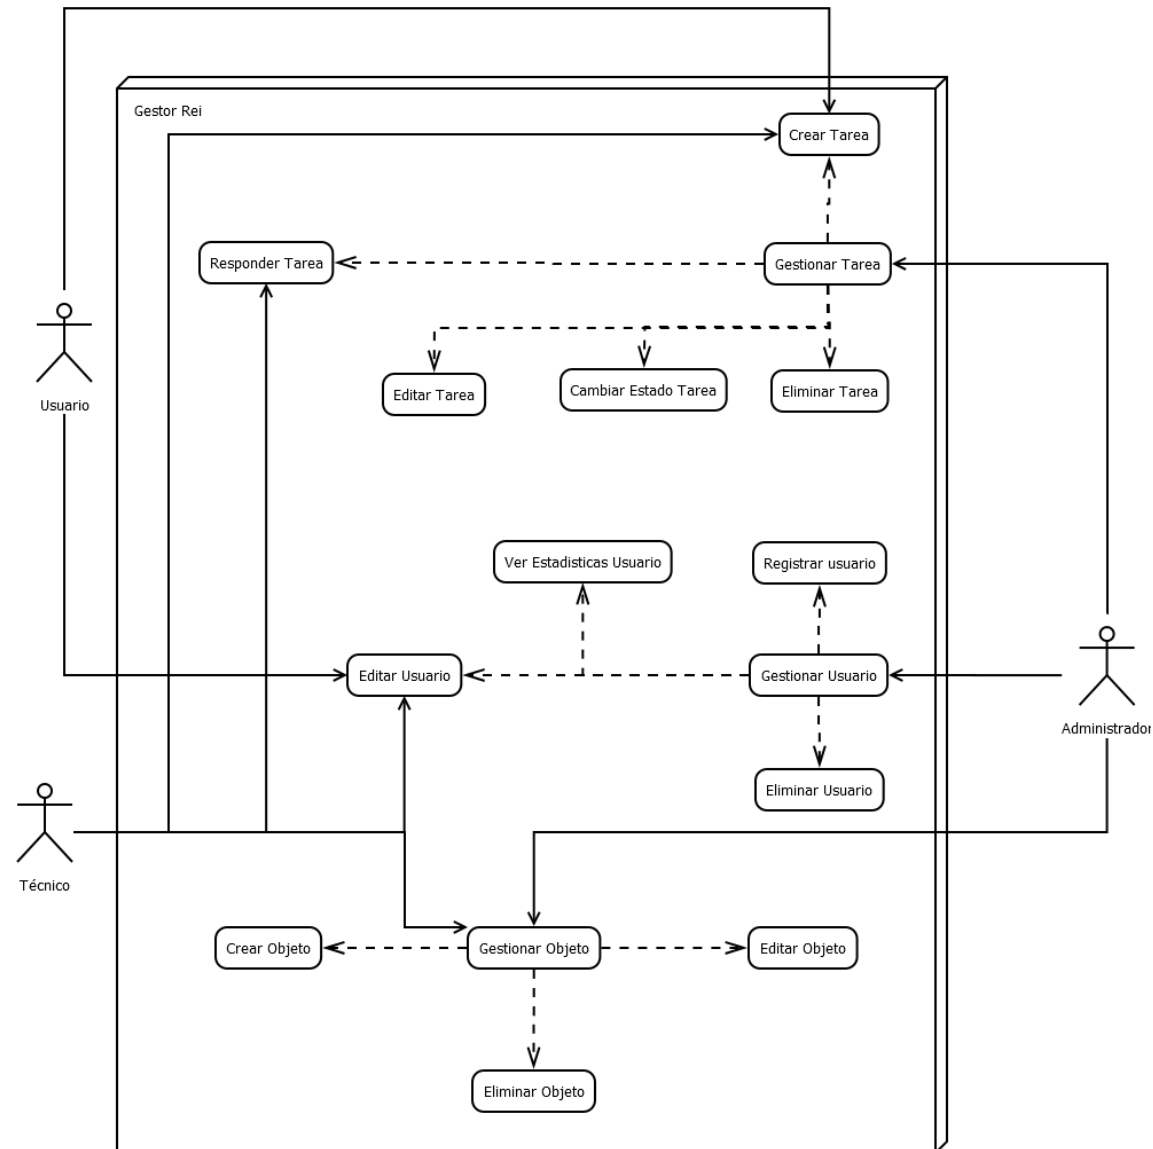 Gestor Rei
Crear Tarea
Responder Tarea
Gestionar Tarea
Editar Tarea
Cambiar Estado Tarea
Eliminar Tarea
Usuario
Ver Estadisticas Usuario
Registrar usuario
Editar Usuario
Gestionar Usuario
Administrador
Eliminar Usuario
Técnico
Crear Objeto
Gestionar Objeto
Editar Objeto
Eliminar Objeto